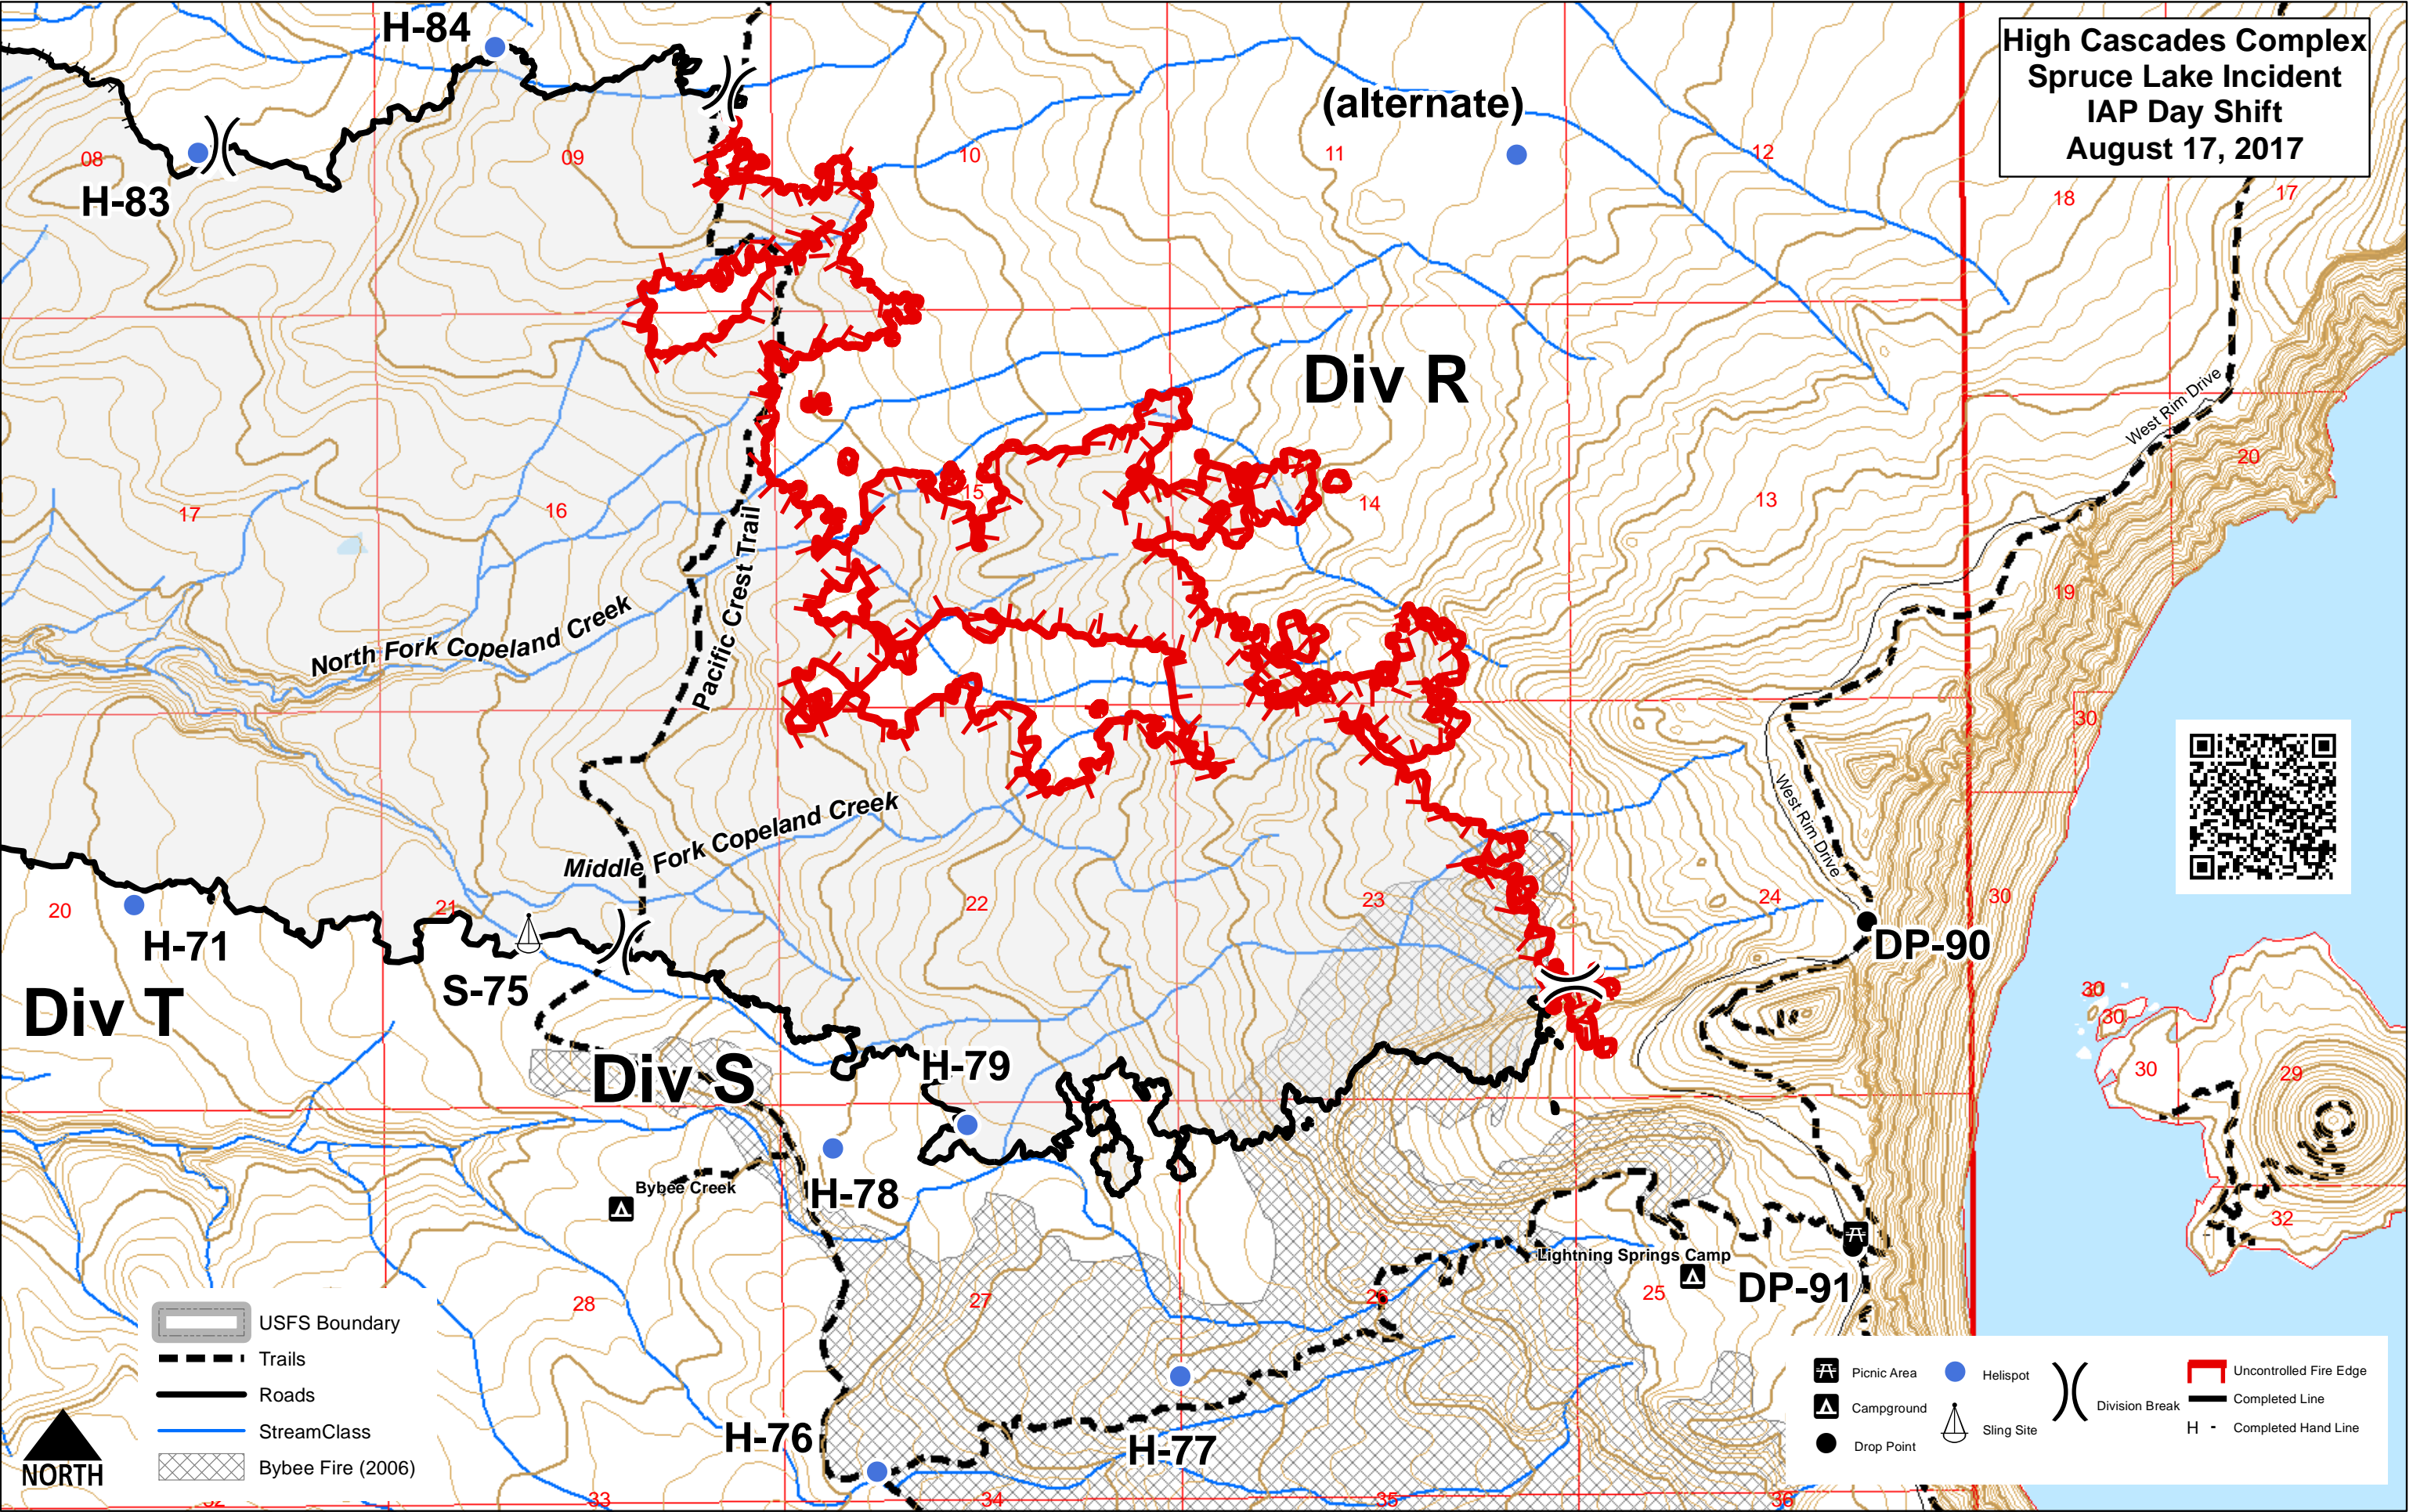 High Cascades Complex
Spruce Lake Incident
IAP Day Shift
August 17, 2017
H-84
(alternate)
08
09
10
11
12
18
17
H-83
Div R
West Rim Drive
17
16
15
14
13
20
Pacific Crest Trail
19
North Fork Copeland Creek
30
West Rim Drive
Middle Fork Copeland Creek
20
21
22
23
24
30
H-71
S-75
DP-90
Div T
30
30
Div S
H-79
30
29
Bybee Creek
H-78
32
Lightning Springs Camp
28
27
26
25
DP-91
H-76
H-77
33
34
35
36
USFS Boundary
Trails
Roads
StreamClass
Bybee Fire (2006)
NORTH
Picnic Area
Campground
Drop Point
Helispot
Sling Site
Division Break
Uncontrolled Fire Edge
Completed Line
H - Completed Hand Line